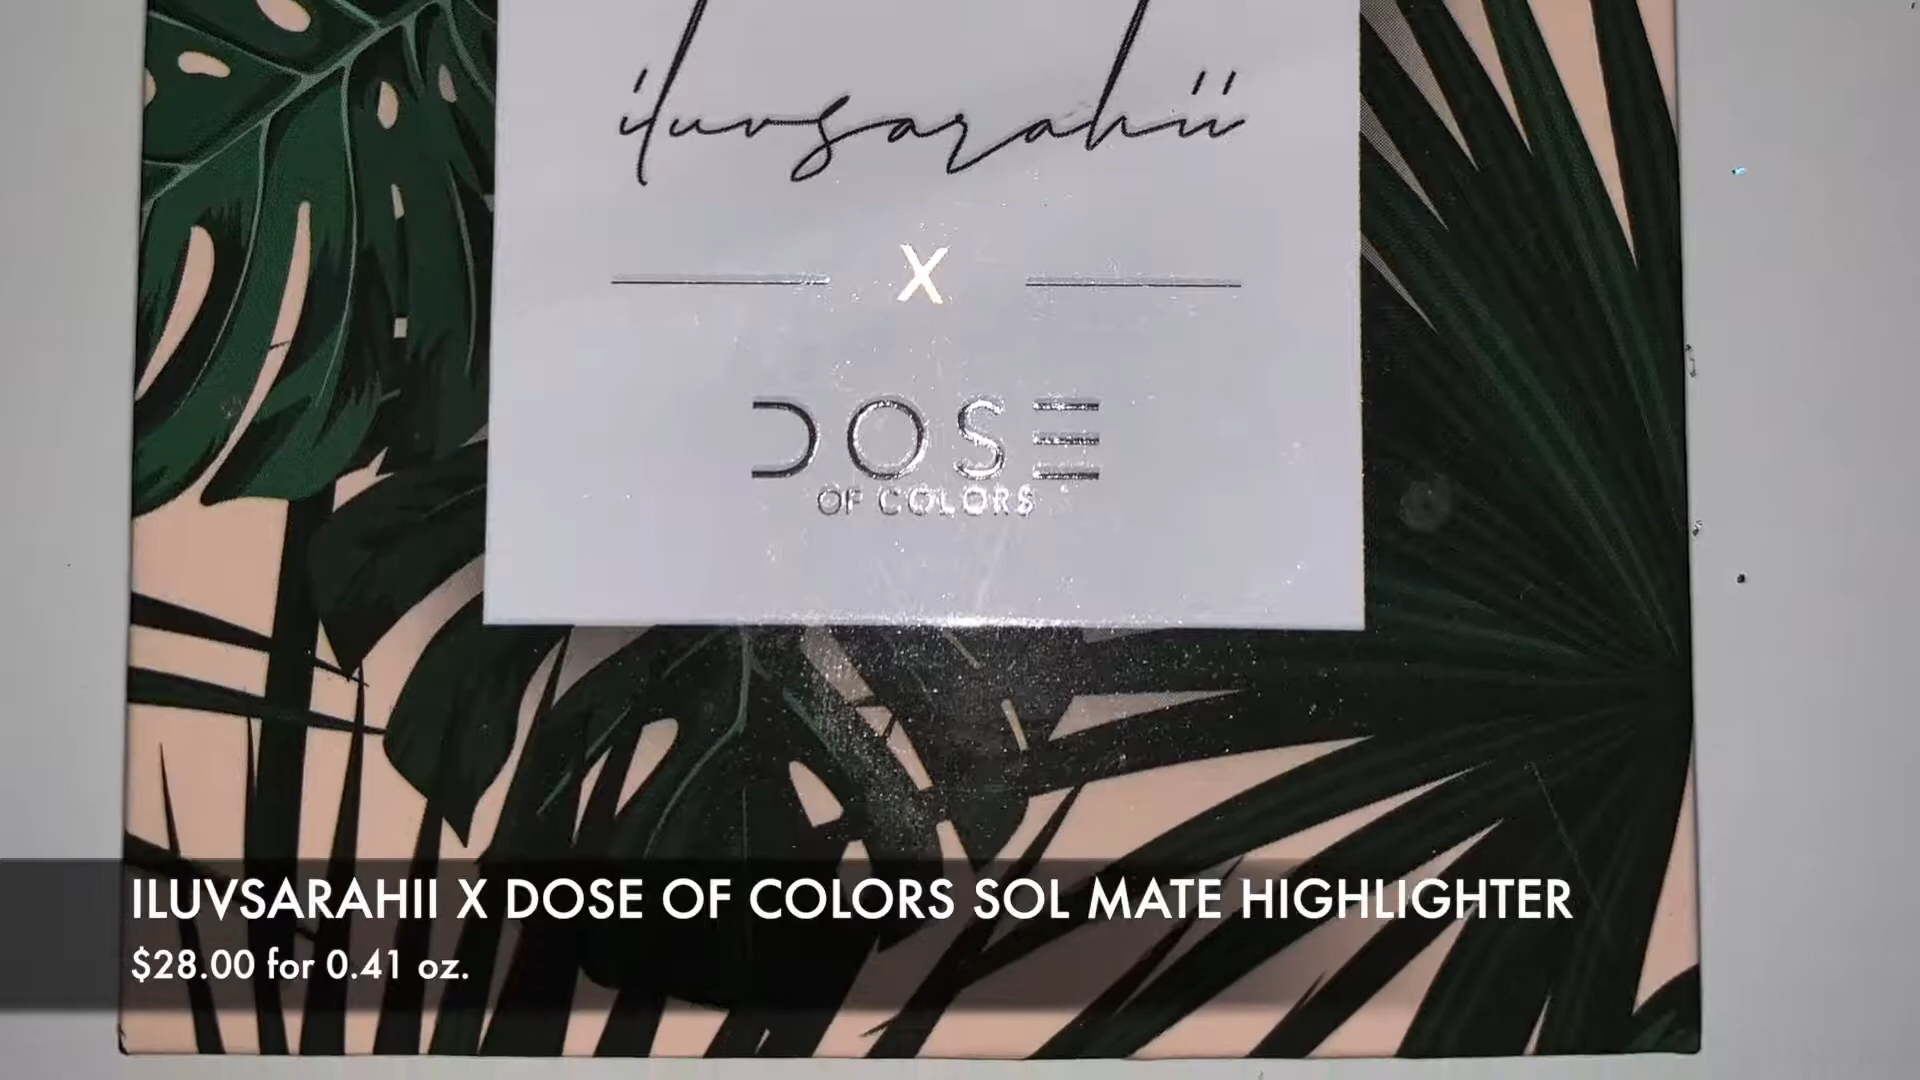 iluvsarahii
X
DOSE
OF COLORS
ILUVSARAHII X DOSE OF COLORS SOL MATE HIGHLIGHTER
$28.00 for 0.41 oz.